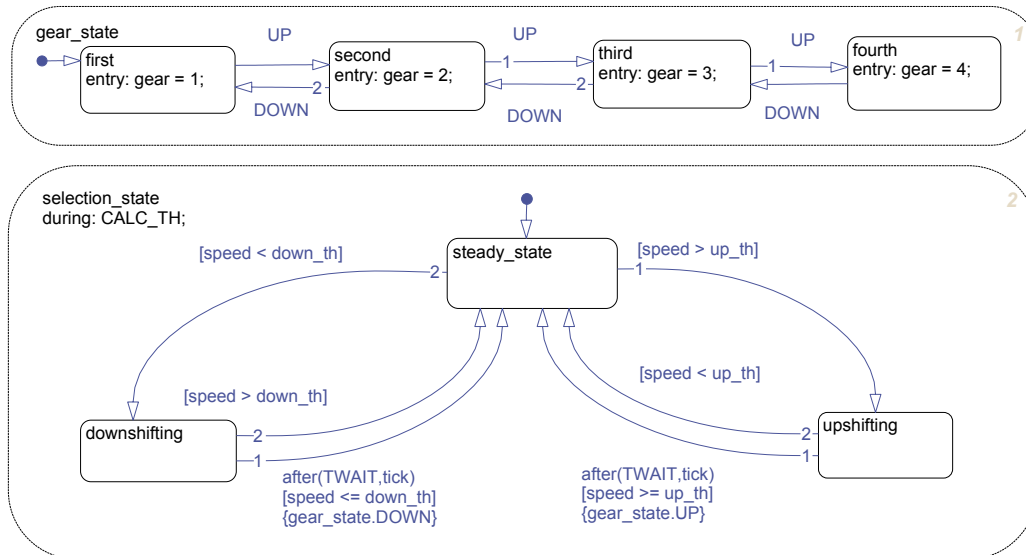 gear_state
1
first
entry: gear = 1;
UP
second
entry: gear = 2;
2
DOWN
UP
1
third
entry: gear = 3;
2
DOWN
UP
1
fourth
entry: gear = 4;
DOWN
selection_state
during: CALC_TH;
2
steady_state
[speed < down_th]
2
[speed > up_th]
1
[speed > down_th]
[speed < up_th]
downshifting
2
1
upshifting
2
1
after(TWAIT,tick)
[speed <= down_th]
{gear_state.DOWN}
after(TWAIT,tick)
[speed >= up_th]
{gear_state.UP}